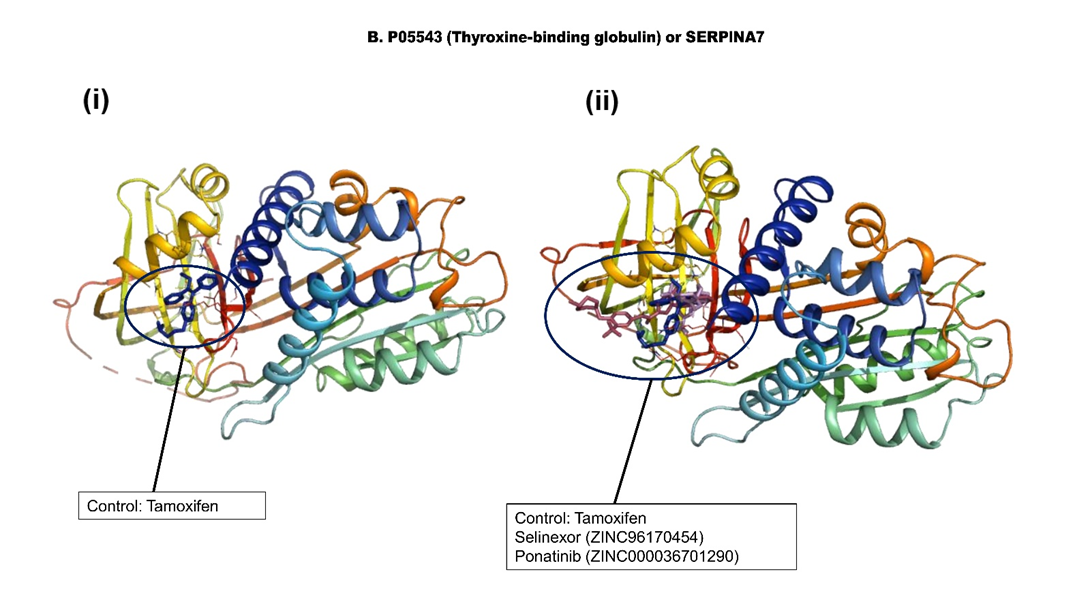 B. P05543 (Thyroxine-binding globulin) or SERPINA7
(i)
(ii)
Control: Tamoxifen
Control: Tamoxifen
Selinexor (ZINC96170454)
Ponatinib (ZINC000036701290)